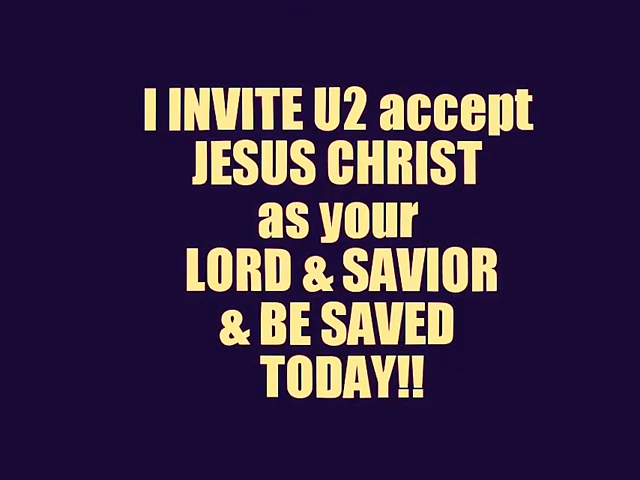 I INVITE U2 accept
JESUS CHRIST
as your
LORD & SAVIOR
& BE SAVED
TODAY!!